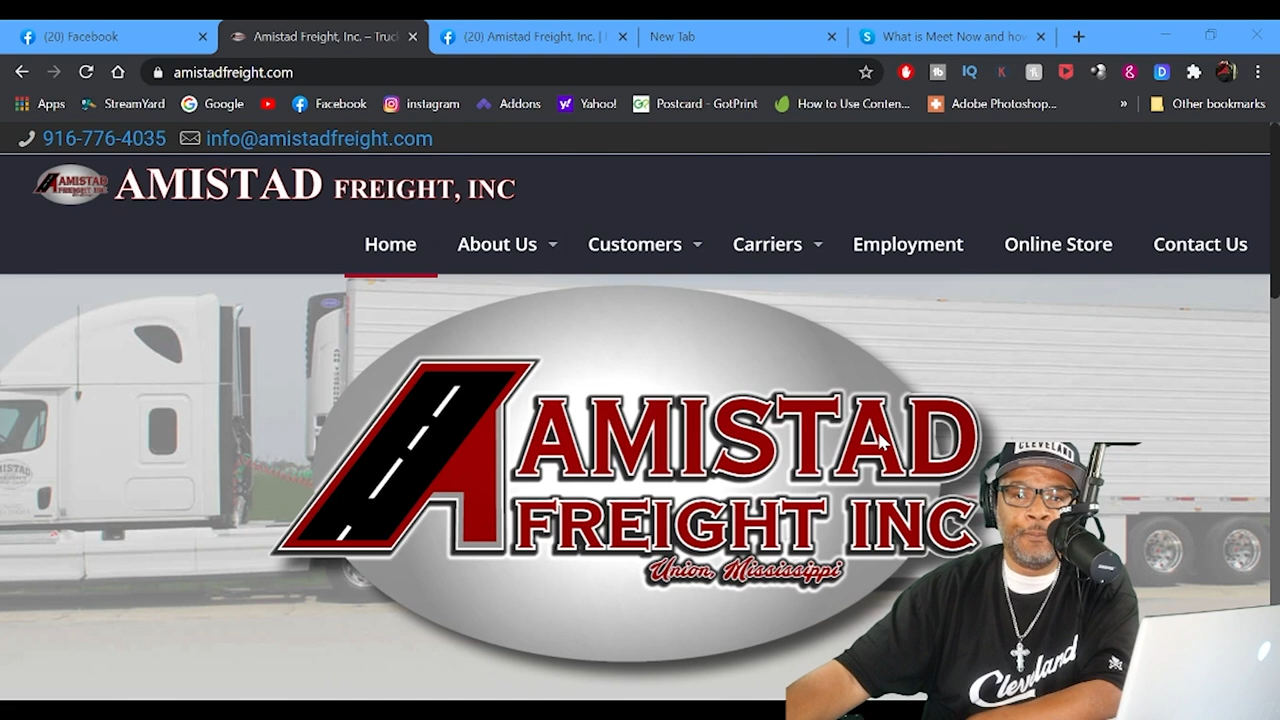 (20) Facebook
Amistad Freight, Inc. – Truc
(20) Amistad Freight, Inc. |
New Tab
What is Meet Now and how
amistadfreight.com
Apps
StreamYard
Google
Facebook
instagram
Addons
Yahoo!
Postcard - GotPrint
How to Use Conten...
Adobe Photoshop...
»
Other bookmarks
916-776-4035
info@amistadfreight.com
AMISTAD FREIGHT, INC
Home
About Us
Customers
Carriers
Employment
Online Store
Contact Us
AMISTAD
FREIGHT INC
Union, Mississippi
CLEVELAND
Cleveland